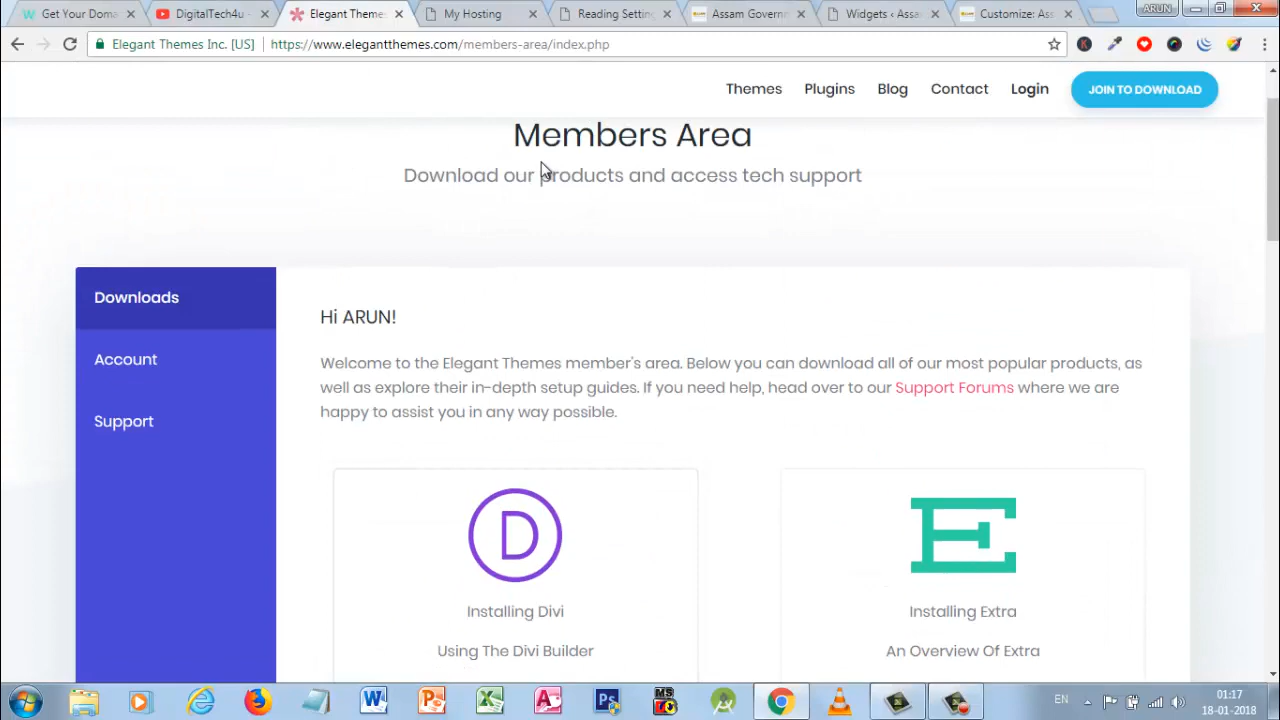 Get Your Doma
DigitalTech4u -
Elegant Theme
My Hosting
Reading Setting
Assam Govern
Widgets ‹ Ass
Customize: As
ARUN
Elegant Themes Inc. [US]
https://www.elegantthemes.com/members-area/index.php
Themes
Plugins
Blog
Contact
Login
JOIN TO DOWNLOAD
Members Area
Download our products and access tech support
Downloads
Account
Support
Hi ARUN!
Welcome to the Elegant Themes member's area. Below you can download all of our most popular products, as
well as explore their in-depth setup guides. If you need help, head over to our Support Forums where we are
happy to assist you in any way possible.
D
Installing Divi
Using The Divi Builder
E
Installing Extra
An Overview Of Extra
EN
01:17
18-01-2018